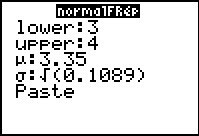 normalFRép
lower:3
upper:4
μ:3.35
σ:√(0.1089)
Paste